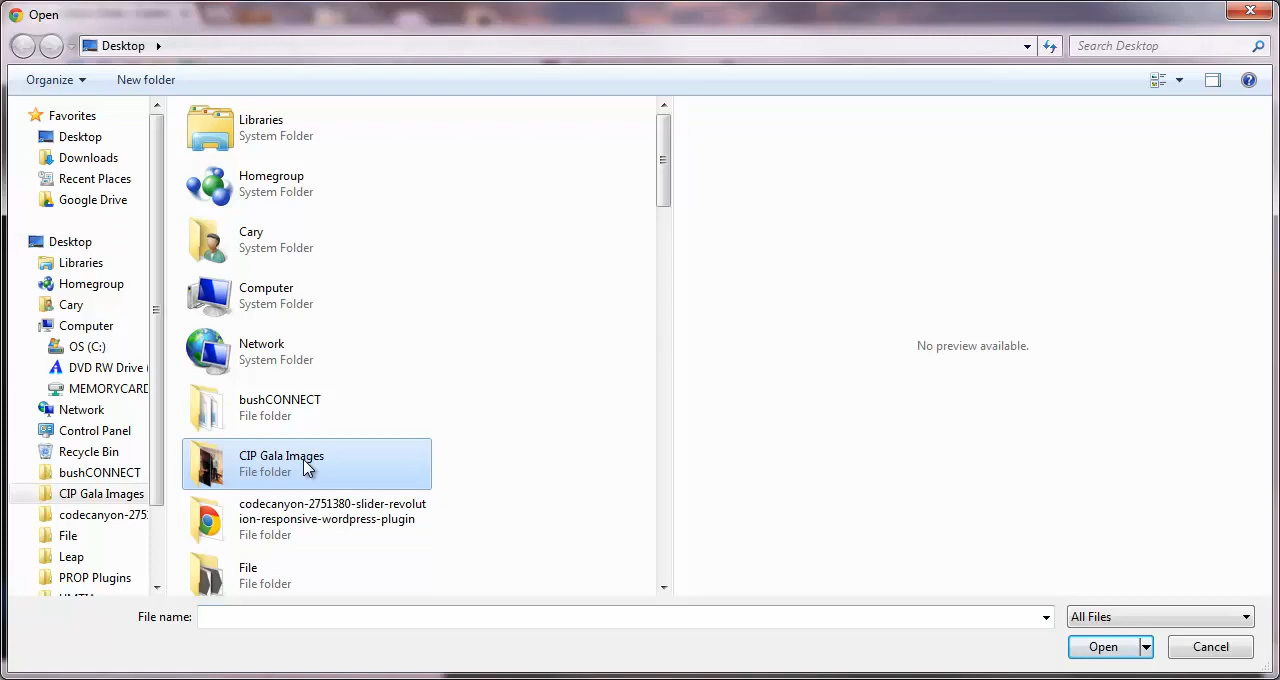 Open
Desktop
Search Desktop
Organize
New folder
Favorites
Desktop
Downloads
Recent Places
Google Drive
Desktop
Libraries
Homegroup
Cary
Computer
OS (C:)
DVD RW Drive (
MEMORYCARD
Network
Control Panel
Recycle Bin
bushCONNECT
CIP Gala Images
codecanyon-275
File
Leap
PROP Plugins
Libraries
System Folder
Homegroup
System Folder
Cary
System Folder
Computer
System Folder
Network
System Folder
bushCONNECT
File folder
CIP Gala Images
File folder
codecanyon-2751380-slider-revolut
ion-responsive-wordpress-plugin
File folder
File
File folder
No preview available.
File name:
All Files
Open
Cancel